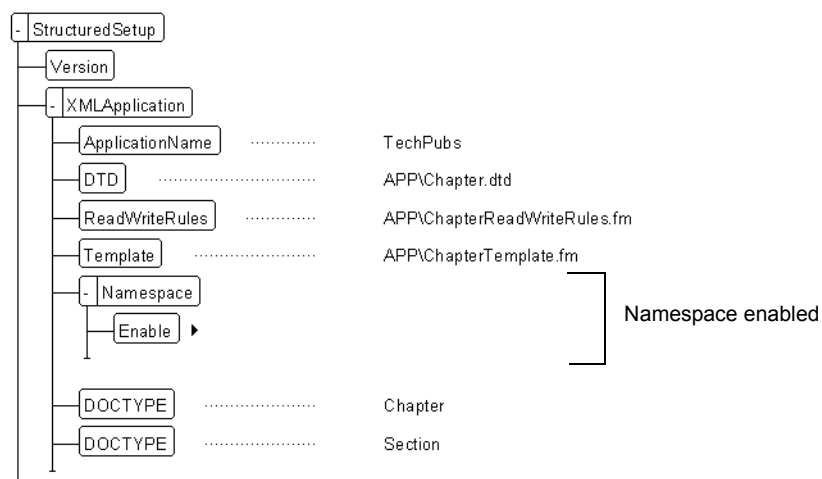 - StructuredSetup
Version
- XMLApplication
ApplicationName TechPubs
DTD APP\Chapter.dtd
ReadWriteRules APP\ChapterReadWriteRules.fm
Template APP\ChapterTemplate.fm
- Namespace
Namespace enabled
Enable
DOCTYPE Chapter
DOCTYPE Section